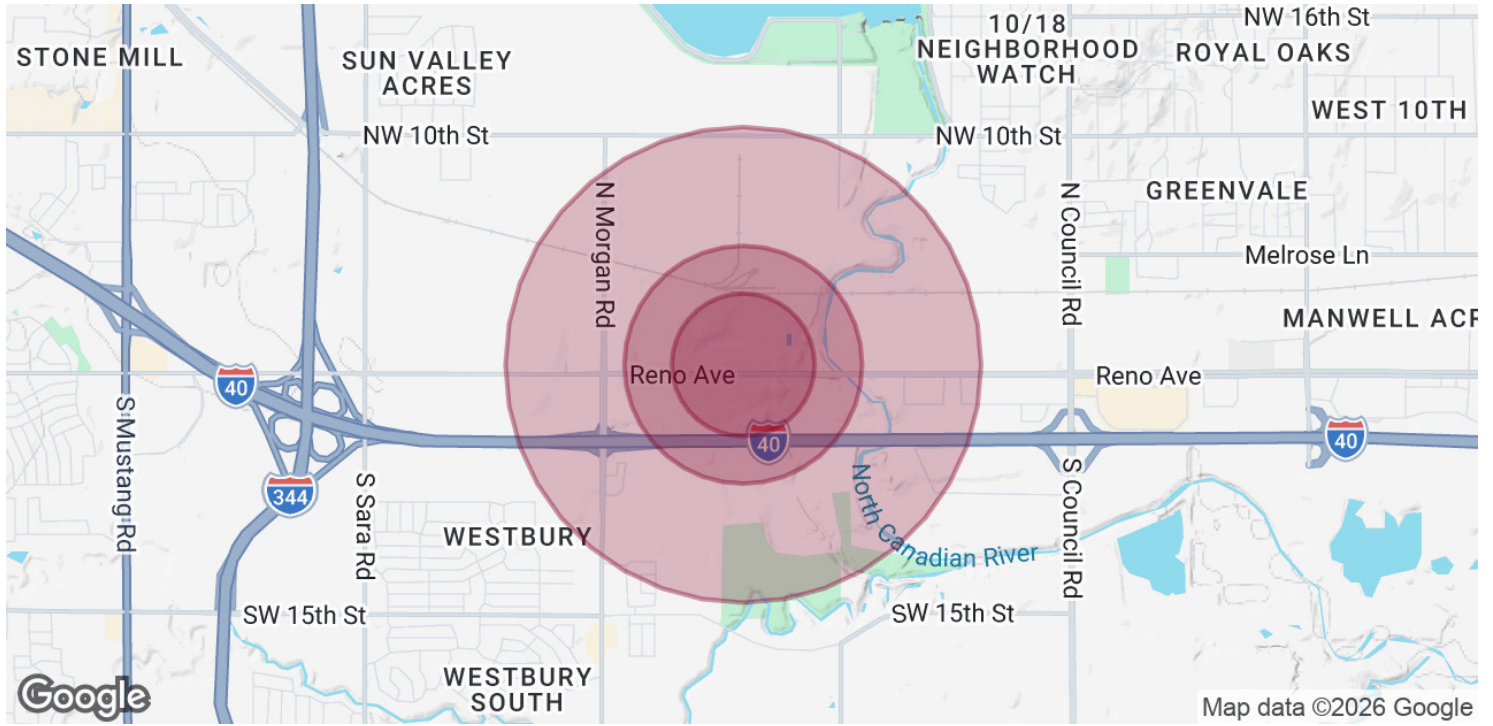 NW 16th St
10/18
NEIGHBORHOOD
WATCH
STONE MILL
SUN VALLEY
ACRES
ROYAL OAKS
WEST 10TH
NW 10th St
NW 10th St
N Morgan Rd
N Council Rd
GREENVALE
Melrose Ln
MANWELL ACR
Reno Ave
Reno Ave
40
40
40
S Mustang Rd
344
S Sara Rd
S Council Rd
North Canadian River
WESTBURY
SW 15th St
SW 15th St
WESTBURY
SOUTH
Google
Map data ©2026 Google